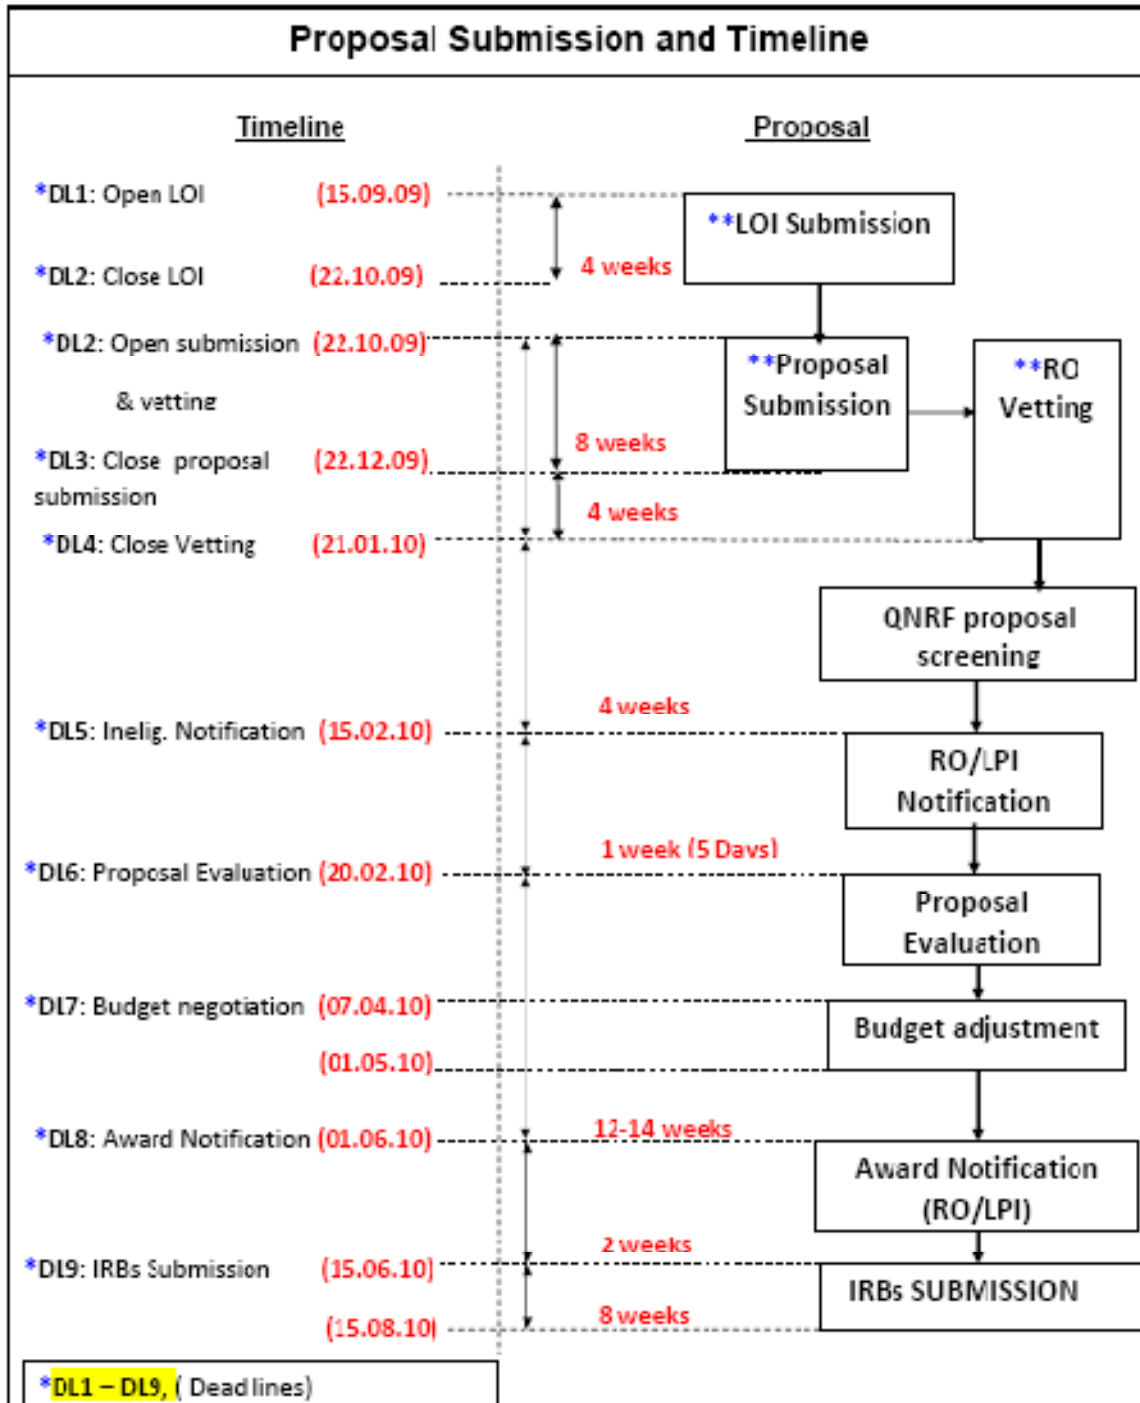 Proposal Submission and Timeline
Timeline
Proposal
*DL1: Open LOI (15.09.09)
**LOI Submission
4 weeks
*DL2: Close LOI (22.10.09)
*DL2: Open submission (22.10.09)
& vetting
**Proposal
Submission
**RO
Vetting
8 weeks
*DL3: Close proposal (22.12.09)
submission
4 weeks
*DL4: Close Vetting (21.01.10)
QNRF proposal
screening
4 weeks
*DL5: Inelig. Notification (15.02.10)
RO/LPI
Notification
1 week (5 Days)
*DL6: Proposal Evaluation (20.02.10)
Proposal
Evaluation
*DL7: Budget negotiation (07.04.10)
Budget adjustment
(01.05.10)
12-14 weeks
*DL8: Award Notification (01.06.10)
Award Notification
(RO/LPI)
2 weeks
*DL9: IRBs Submission (15.06.10)
IRBs SUBMISSION
8 weeks
(15.08.10)
*DL1 – DL9, ( Deadlines)